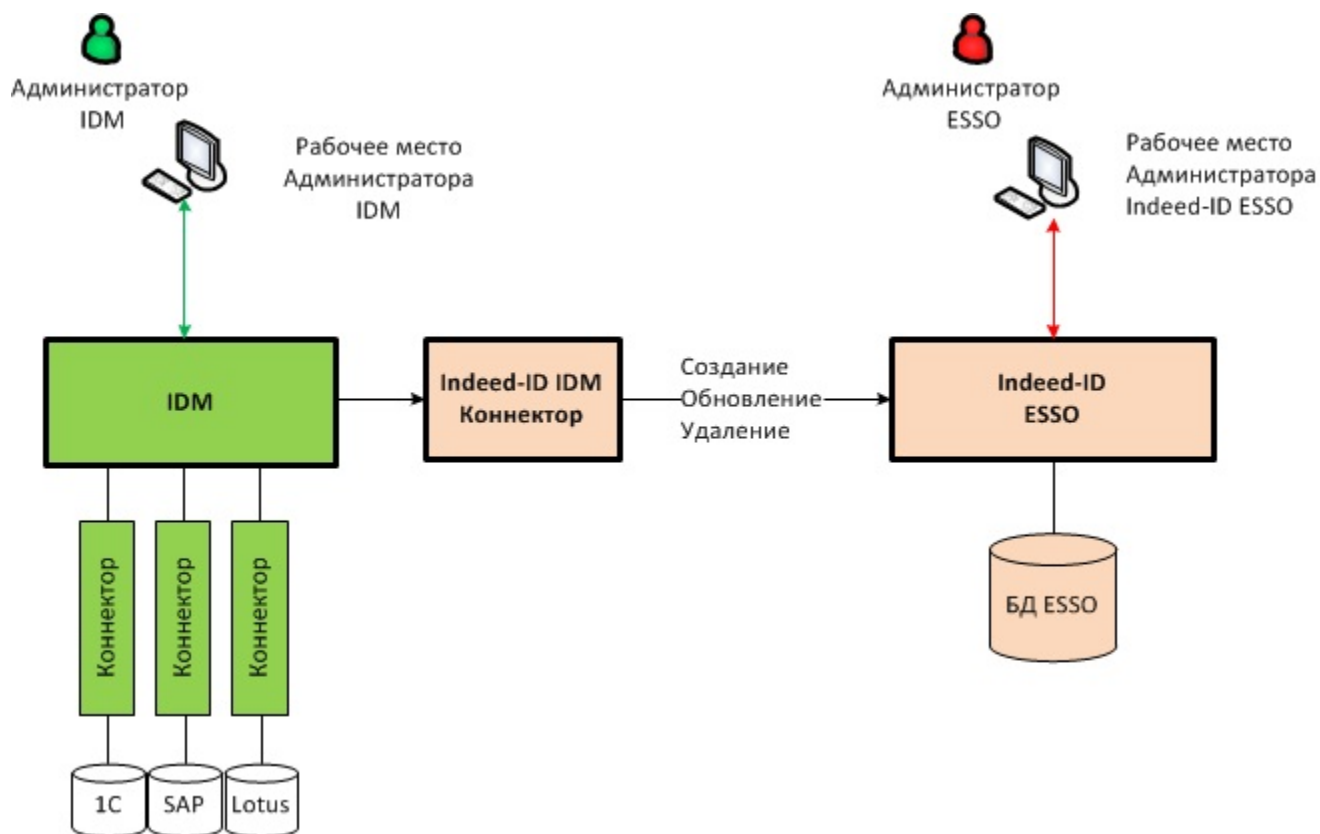 Администратор
IDM
Администратор
ESSO
Рабочее место
Администратора
IDM
Рабочее место
Администратора
Indeed-ID ESSO
IDM
Indeed-ID IDM
Коннектор
Создание
Обновление
Удаление
Indeed-ID
ESSO
Коннектор
Коннектор
Коннектор
БД ESSO
1C
SAP
Lotus